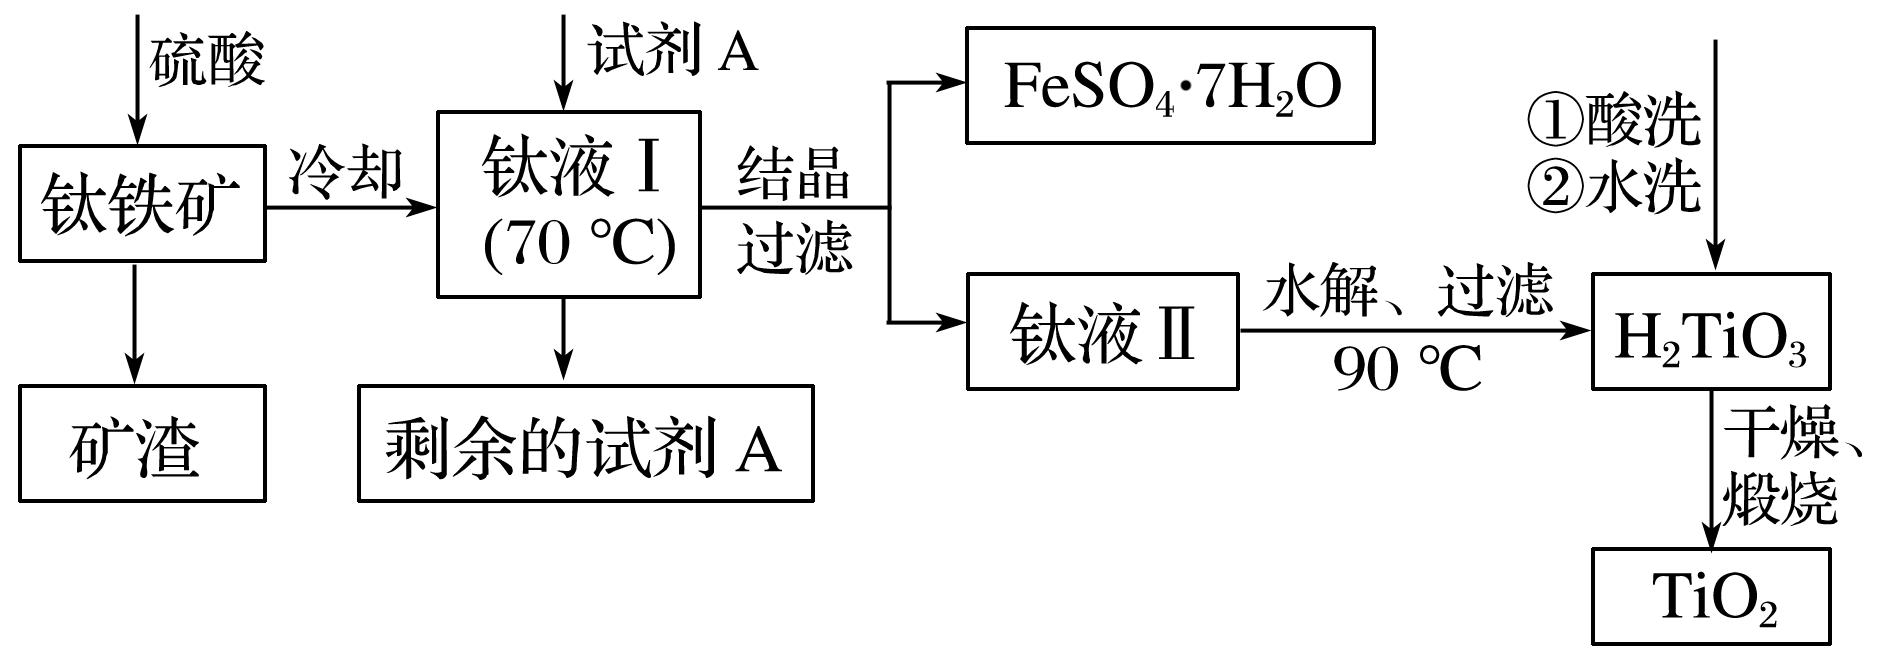 硫酸
试剂 A
FeSO₄·7H₂O
①酸洗
②水洗
钛铁矿
冷却
钛液 Ⅰ
(70 ℃)
结晶
过滤
钛液 Ⅱ
水解、过滤
90 ℃
H₂TiO₃
矿渣
剩余的试剂 A
干燥、
煅烧
TiO₂